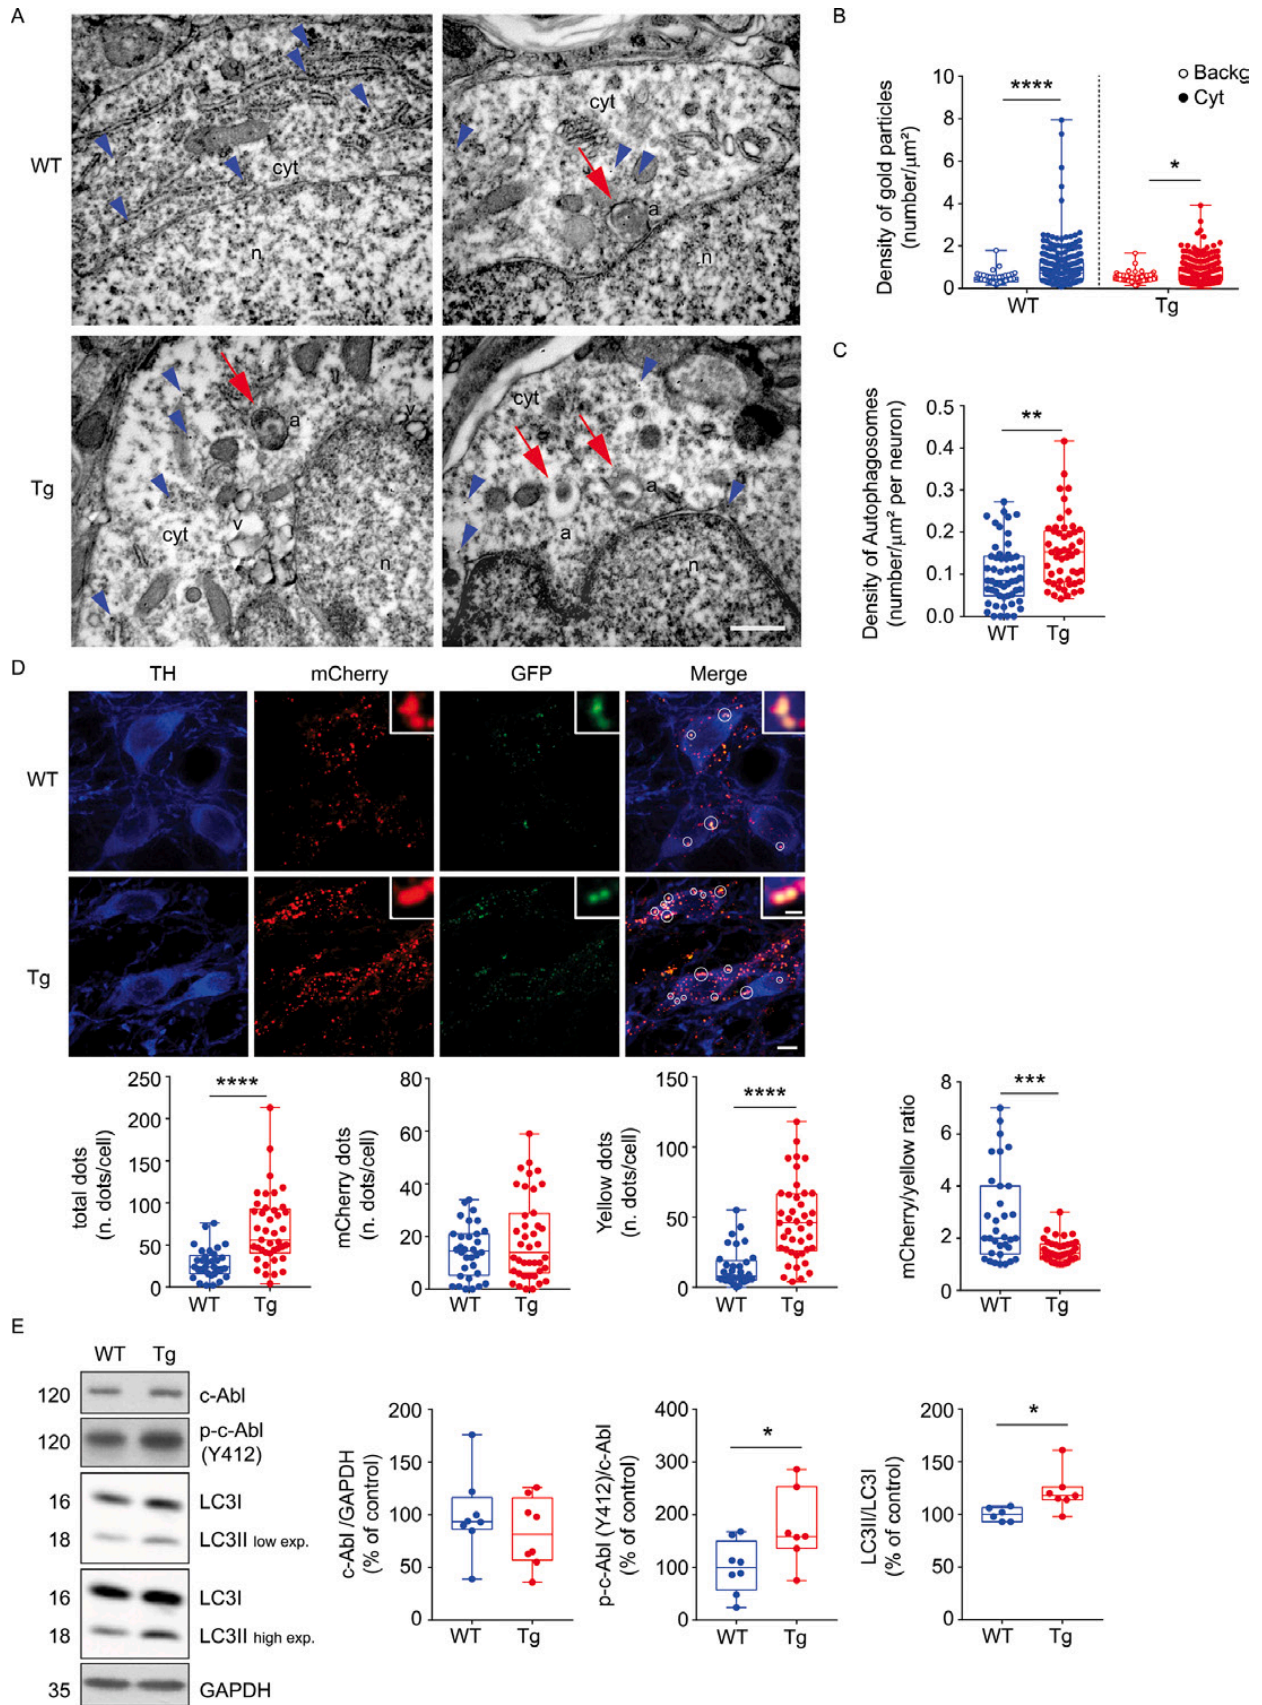 A
WT
cyt
n
cyt
a
n
Tg
a
v
v
cyt
n
cyt
a
a
n
B
Density of gold particles
(number/µm²)
10
8
6
4
2
0
****
*
Backg
Cyt
WT
Tg
C
Density of Autophagosomes
(number/µm² per neuron)
0.5
0.4
0.3
0.2
0.1
0.0
**
WT
Tg
D
TH
mCherry
GFP
Merge
WT
Tg
total dots
(n. dots/cell)
250
200
150
100
50
0
****
WT
Tg
mCherry dots
(n. dots/cell)
80
60
40
20
0
WT
Tg
Yellow dots
(n. dots/cell)
150
100
50
0
****
WT
Tg
mCherry/yellow ratio
8
6
4
2
0
***
WT
Tg
E
WT Tg
120 c-Abl
120 p-c-Abl
(Y412)
16 LC3I
18 LC3II low exp.
16 LC3I
18 LC3II high exp.
35 GAPDH
c-Abl /GAPDH
(% of control)
200
150
100
50
0
WT
Tg
p-c-Abl (Y412)/c-Abl
(% of control)
400
300
200
100
0
*
WT
Tg
LC3II/LC3I
(% of control)
200
150
100
50
0
*
WT
Tg